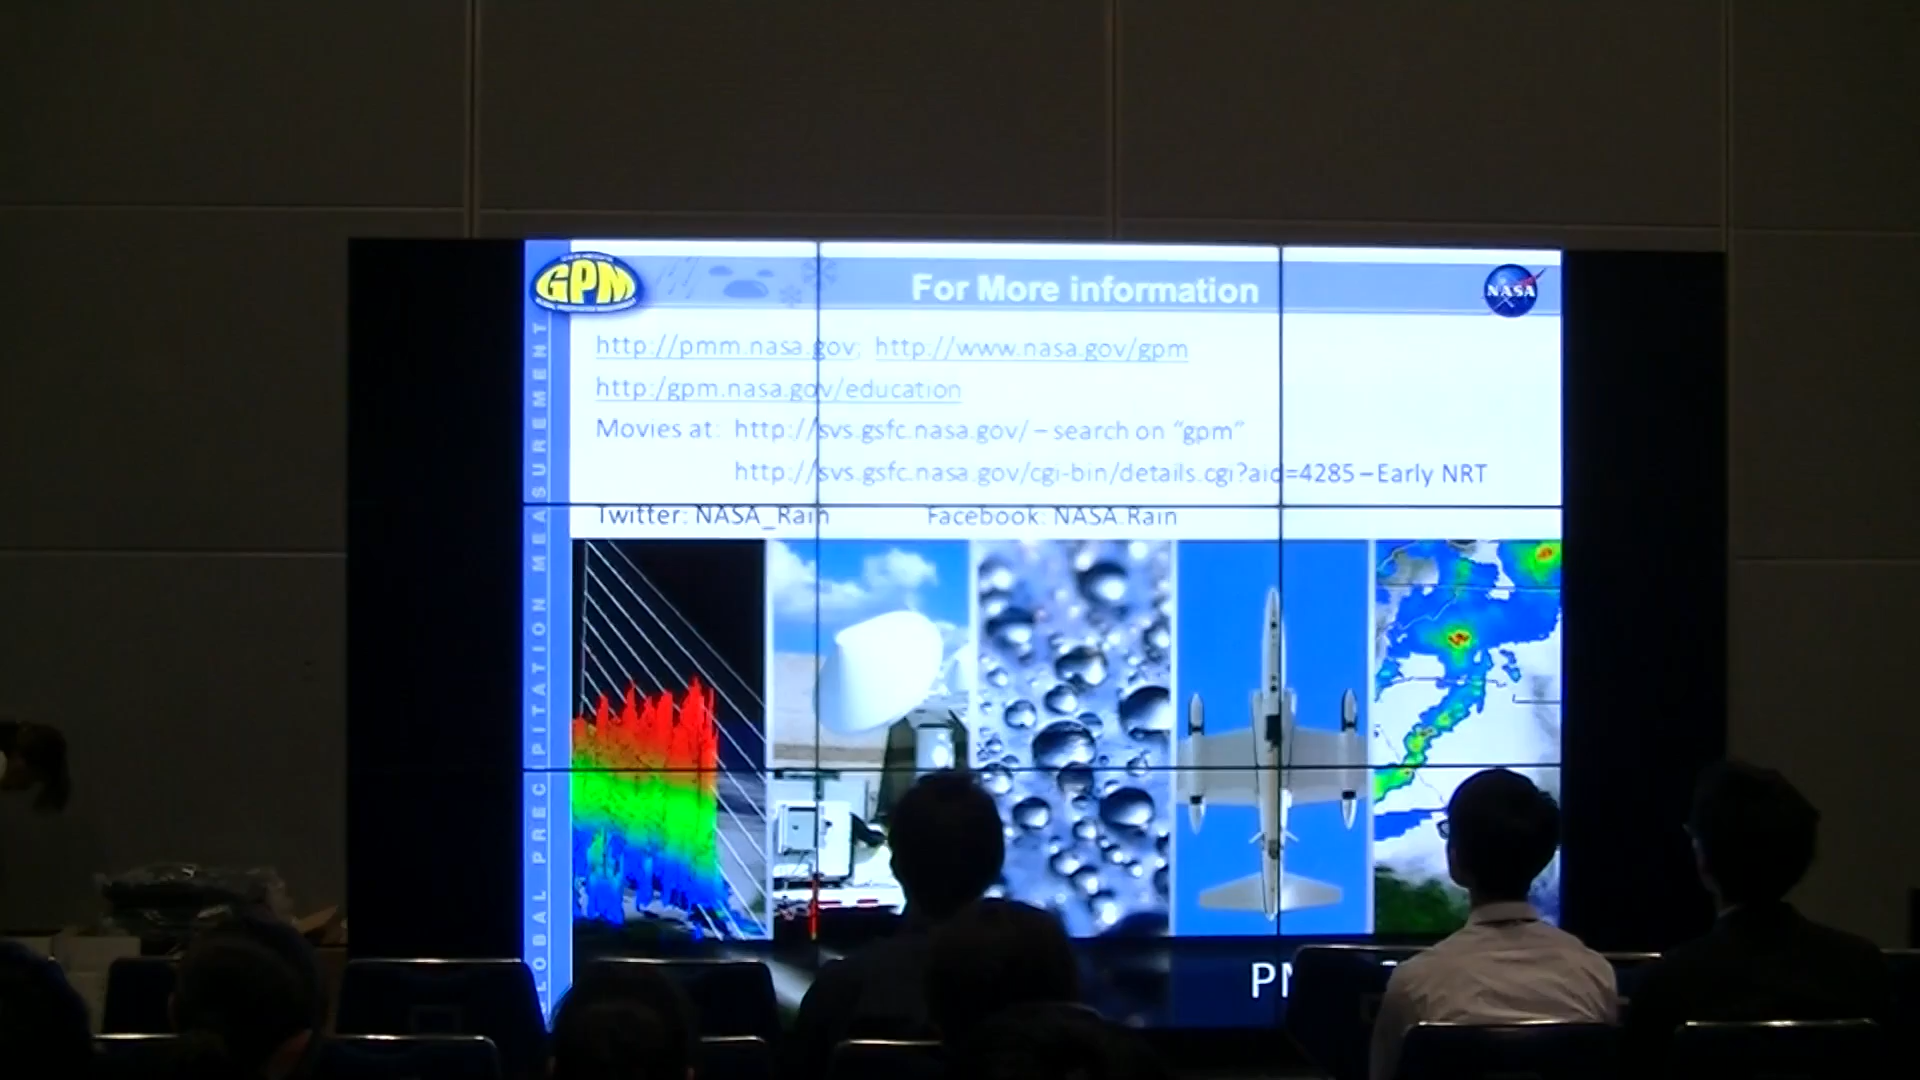 GPM
For More information
NASA
http://pmm.nasa.gov; http://www.nasa.gov/gpm
http:/gpm.nasa.gov/education
Movies at: http://svs.gsfc.nasa.gov/ – search on “gpm”
http://svs.gsfc.nasa.gov/cgi-bin/details.cgi?aid=4285 – Early NRT
Twitter: NASA_Rain Facebook: NASA.Rain
GLOBAL PRECIPITATION MEASUREMENT